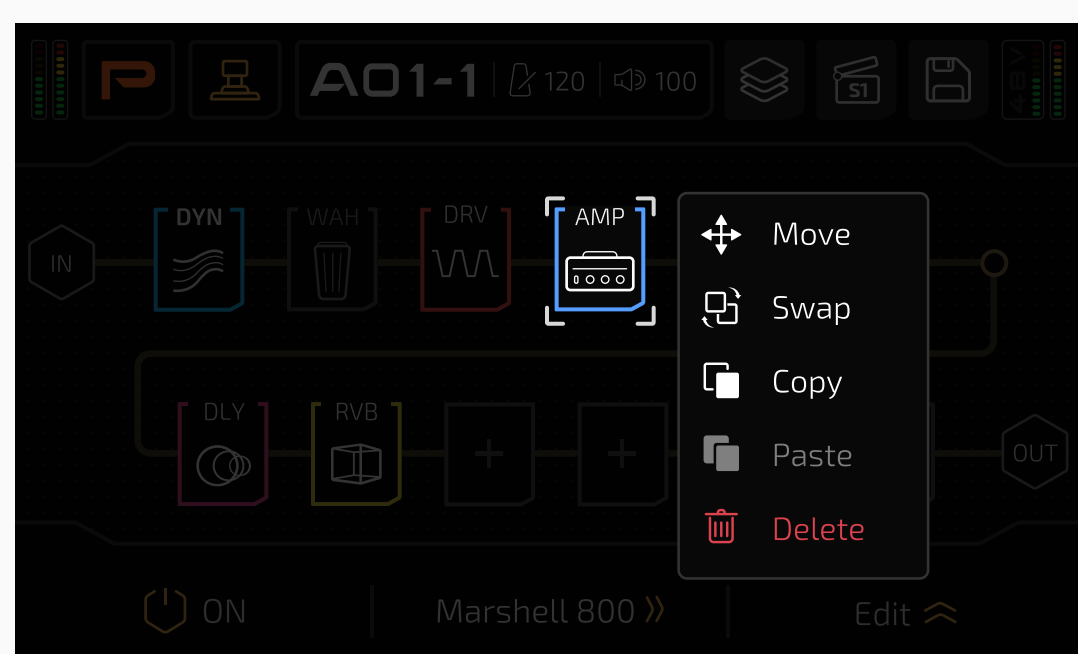 A01-1 120 100 S1 48V
DYN WAH DRV AMP
IN
Move
Swap
Copy
Paste
Delete
DLY RVB
OUT
ON Marshell 800 Edit